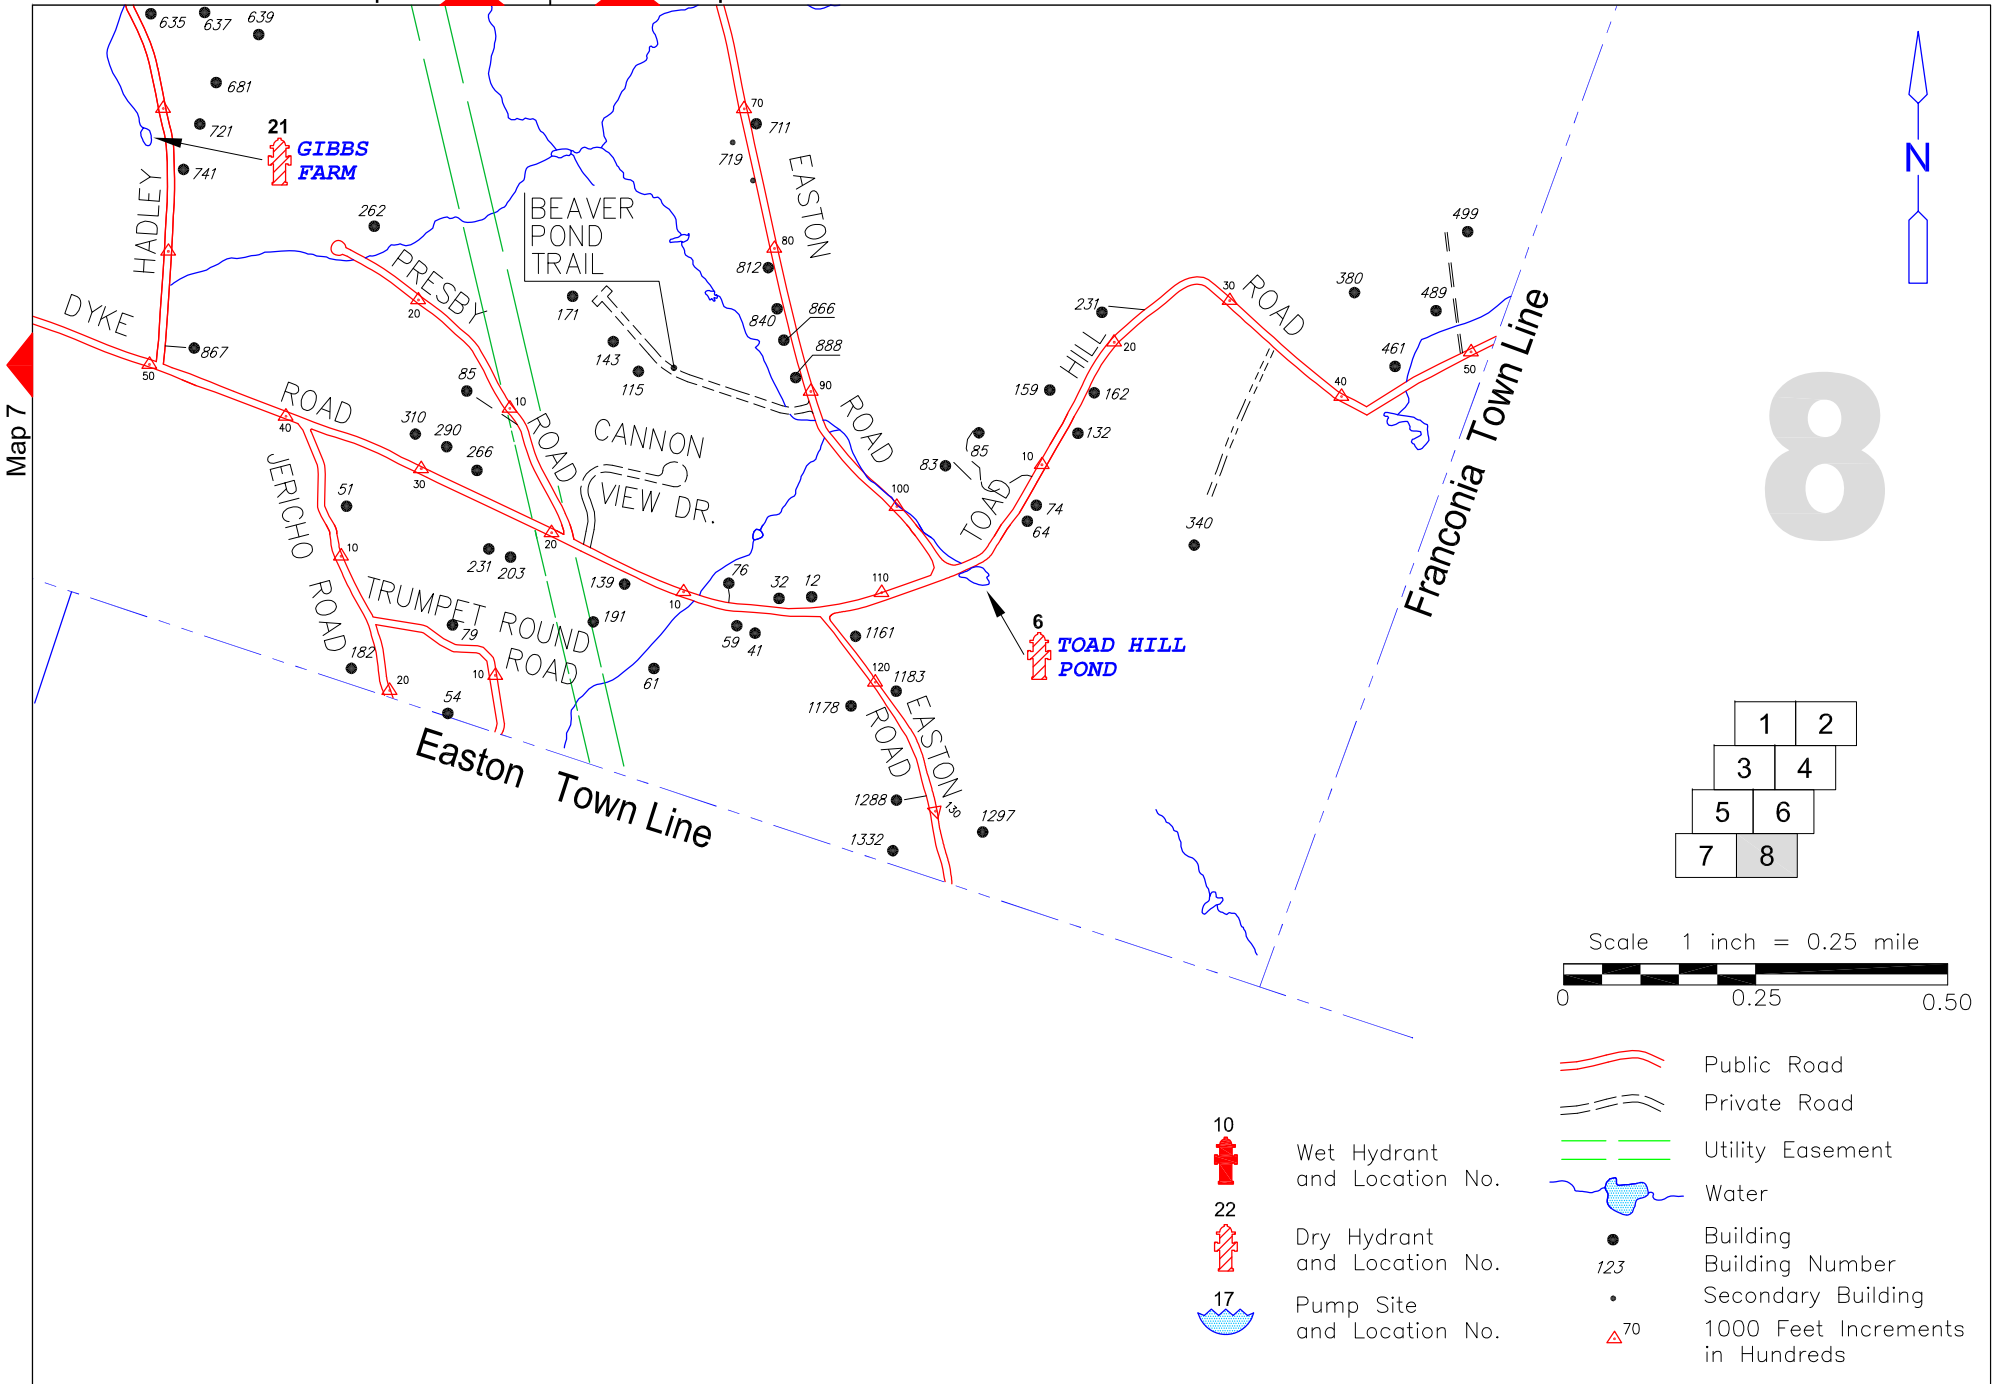 635
637
639
681
721
741
21
GIBBS
FARM
HADLEY
262
70
711
719
EASTON
BEAVER
POND
TRAIL
80
812
840
866
888
90
171
143
115
PRESBY
20
ROAD
10
85
DYKE
50
867
Map 7
ROAD
40
310
290
266
30
CANNON
VIEW DR.
JERICHO
ROAD
51
10
231
203
20
139
191
TRUMPET ROUND
ROAD
79
10
182
20
54
61
10
76
32
12
59
41
110
ROAD
100
1161
120
1183
1178
EASTON
ROAD
1288
130
1297
1332
TOAD
HILL
ROAD
83
85
10
74
64
159
162
132
231
20
30
340
40
380
461
489
499
50
6
TOAD HILL
POND
Easton Town Line
Franconia Town Line
N
8
1 2
3 4
5 6
7 8
Scale 1 inch = 0.25 mile
0 0.25 0.50
Public Road
Private Road
Utility Easement
Water
Building
123 Building Number
Secondary Building
70 1000 Feet Increments
in Hundreds
10
Wet Hydrant
and Location No.
22
Dry Hydrant
and Location No.
17
Pump Site
and Location No.